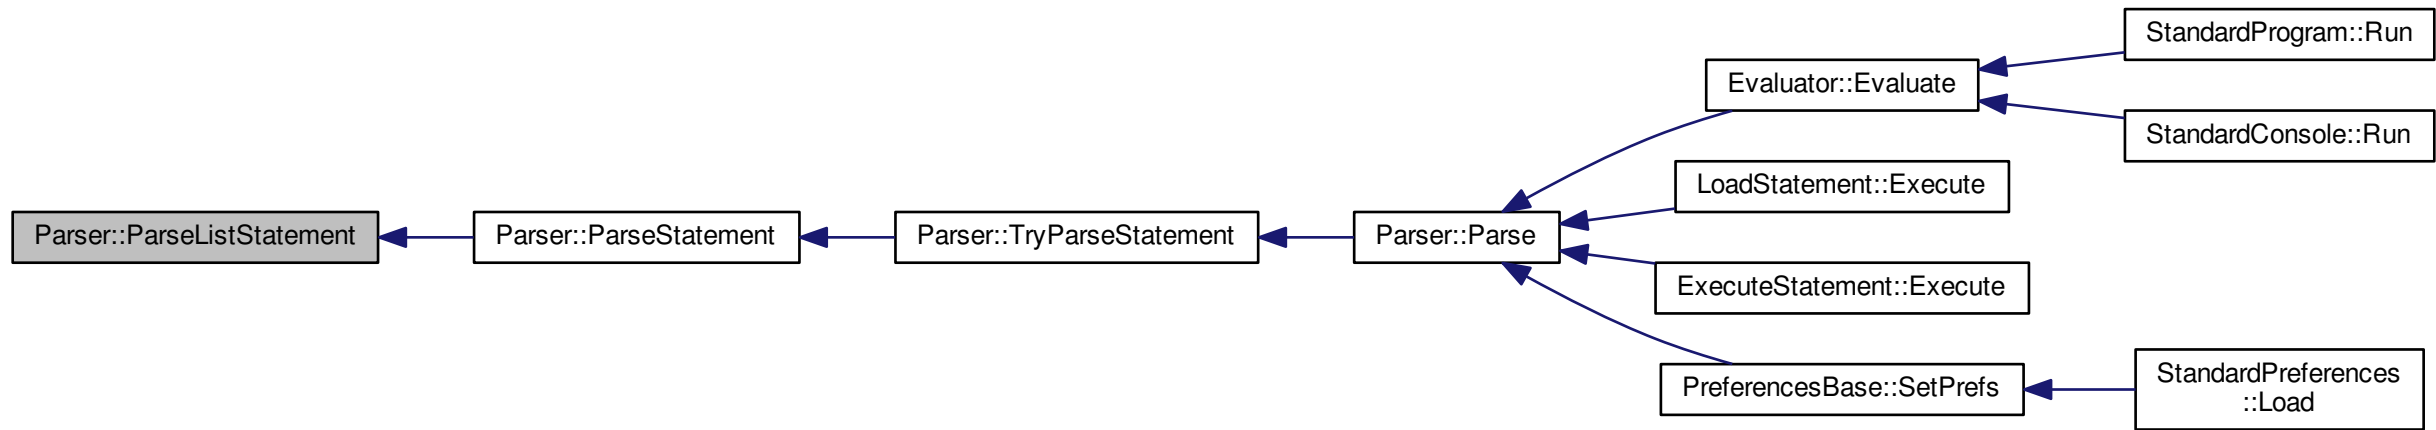 StandardProgram::Run
Evaluator::Evaluate
StandardConsole::Run
LoadStatement::Execute
Parser::ParseListStatement
Parser::ParseStatement
Parser::TryParseStatement
Parser::Parse
ExecuteStatement::Execute
PreferencesBase::SetPrefs
StandardPreferences
::Load